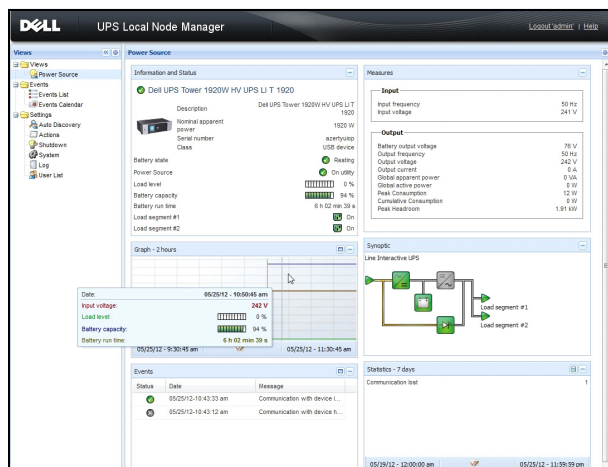 DELL
UPS Local Node Manager
Logout 'admin' | Help
Views
Views
Power Source
Events
Events List
Events Calendar
Settings
Auto Discovery
Actions
Shutdown
System
Log
User List
Power Source
Information and Status
Dell UPS Tower 1920W HV UPS LI T 1920
Description Dell UPS Tower 1920W HV UPS LI T
1920
Nominal apparent
power 1920 W
Serial number azertyuiop
Class USB device
Battery state Resting
Power Source On utility
Load level 0 %
Battery capacity 94 %
Battery run time 6 h 02 min 39 s
Load segment #1 On
Load segment #2 On
Graph - 2 hours
Date: 05/25/12 - 10:50:45 am
Input voltage: 242 V
Load level: 0 %
Battery capacity: 94 %
Battery run time: 6 h 02 min 39 s
05/25/12 - 9:30:45 am 05/25/12 - 11:30:45 am
Events
Status Date Message
05/25/12-10:43:33 am Communication with device i...
05/25/12-10:43:12 am Communication with device h...
Measures
Input
Input frequency 50 Hz
Input voltage 241 V
Output
Battery output voltage 76 V
Output frequency 50 Hz
Output voltage 242 V
Output current 0 A
Global apparent power 0 VA
Global active power 0 W
Peak Consumption 12 W
Cumulative Consumption 0 W
Peak Headroom 1.91 kW
Synoptic
Line Interactive UPS
Load segment #1
Load segment #2
Statistics - 7 days
Communication lost 1
05/19/12 - 12:00:00 am 05/25/12 - 11:59:59 pm